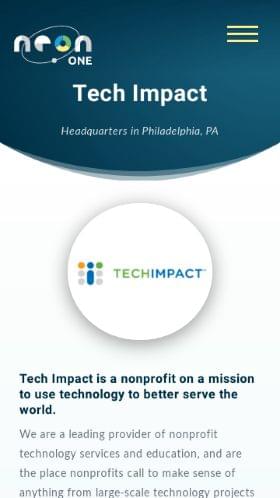 neon
ONE
Tech Impact
Headquarters in Philadelphia, PA
TECHIMPACT™
Tech Impact is a nonprofit on a mission
to use technology to better serve the
world.
We are a leading provider of nonprofit
technology services and education, and are
the place nonprofits call to make sense of
anything from large-scale technology projects